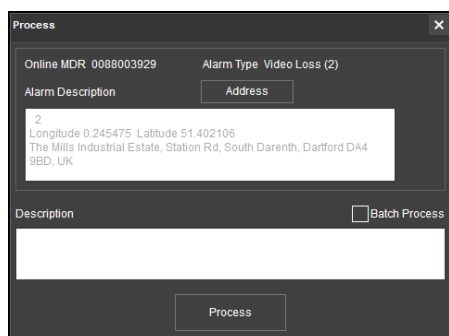 Process
Online MDR 0088003929 Alarm Type Video Loss (2)
Alarm Description Address
2
Longitude 0.245475 Latitude 51.402106
The Mills Industrial Estate, Station Rd, South Darenth, Dartford DA4
9BD, UK
Description Batch Process
Process